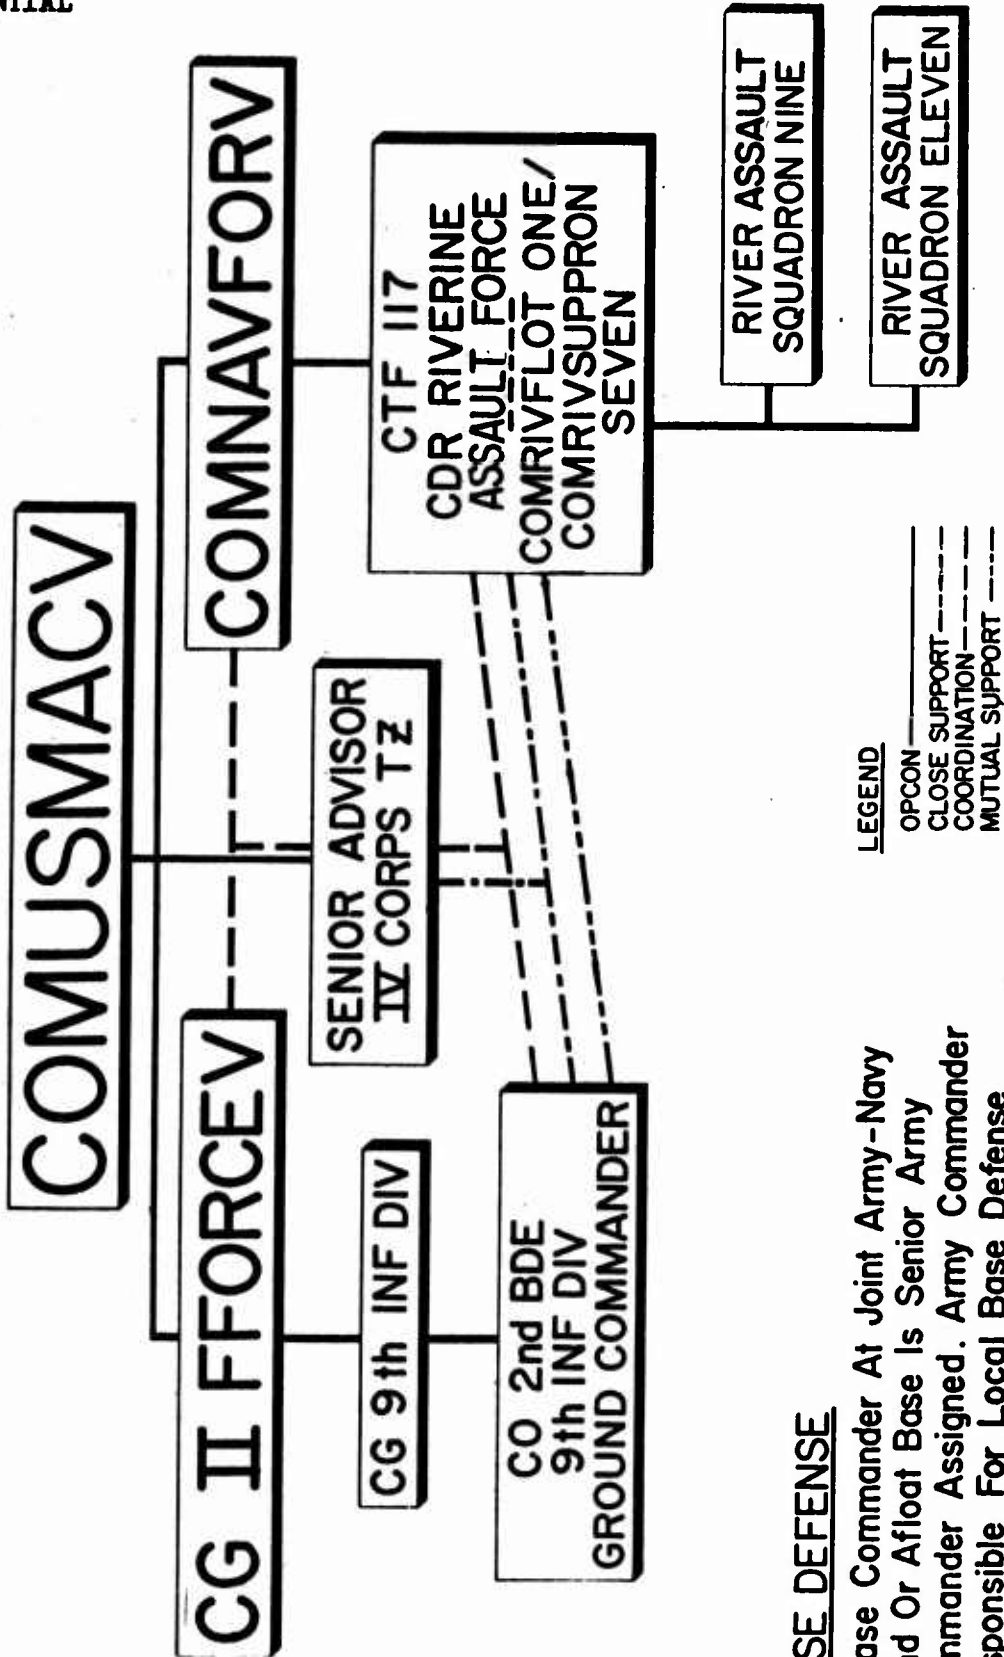 COMUSMACV
CG II FFORCEV
COMNAVFORV
SENIOR ADVISOR
IV CORPS TZ
CG 9th INF DIV
CTF 117
CDR RIVERINE
ASSAULT FORCE
COMRIVFLOT ONE/
COMRIVSUPPRON
SEVEN
CO 2nd BDE
9th INF DIV
GROUND COMMANDER
RIVER ASSAULT
SQUADRON NINE
RIVER ASSAULT
SQUADRON ELEVEN
LEGEND
OPCON
CLOSE SUPPORT
COORDINATION
MUTUAL SUPPORT
SE DEFENSE
ase Commander At Joint Army-Navy
nd Or Afloat Base Is Senior Army
nmander Assigned. Army Commander
sponsible For Local Base Defense